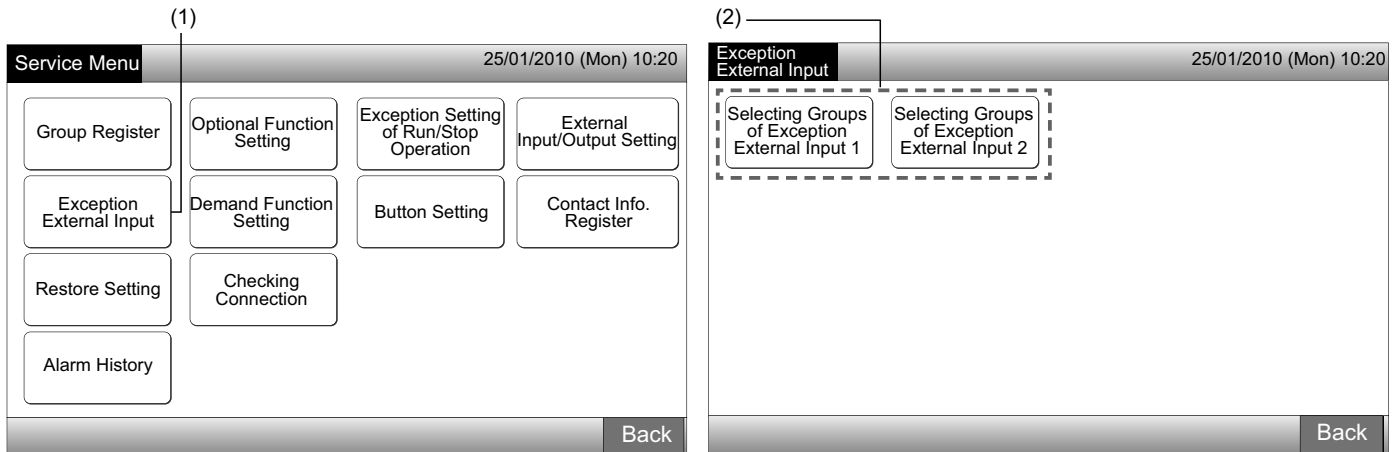 (1)
Service Menu
25/01/2010 (Mon) 10:20
Group Register
Optional Function
Setting
Exception Setting
of Run/Stop
Operation
External
Input/Output Setting
Exception
External Input
Demand Function
Setting
Button Setting
Contact Info.
Register
Restore Setting
Checking
Connection
Alarm History
Back
(2)
Exception
External Input
25/01/2010 (Mon) 10:20
Selecting Groups
of Exception
External Input 1
Selecting Groups
of Exception
External Input 2
Back